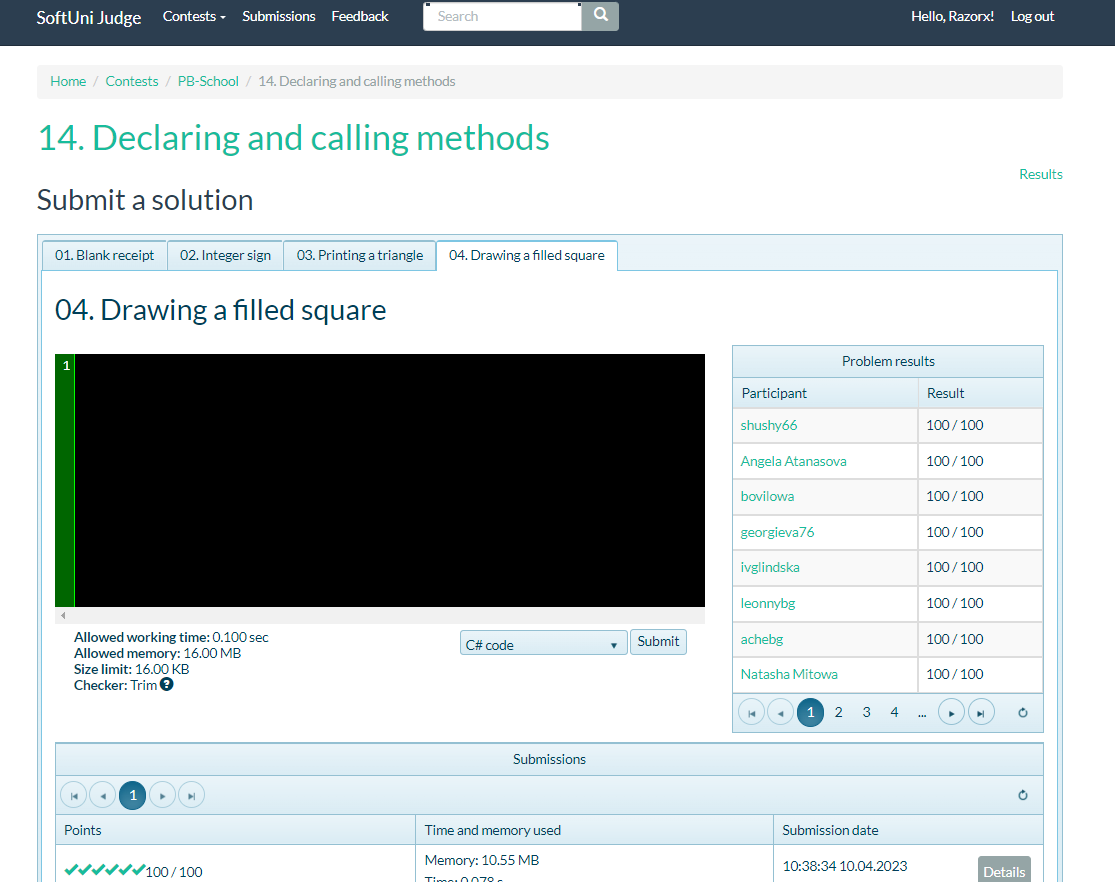 SoftUni Judge Contests Submissions Feedback Search Hello, Razorx! Log out
Home / Contests / PB-School / 14. Declaring and calling methods
14. Declaring and calling methods
Results
Submit a solution
01. Blank receipt 02. Integer sign 03. Printing a triangle 04. Drawing a filled square
04. Drawing a filled square
1
Allowed working time: 0.100 sec
Allowed memory: 16.00 MB
Size limit: 16.00 KB
Checker: Trim ?
C# code Submit
Problem results
Participant Result
shushy66 100 / 100
Angela Atanasova 100 / 100
bovilowa 100 / 100
georgieva76 100 / 100
ivglindska 100 / 100
leonnybg 100 / 100
achebg 100 / 100
Natasha Mitowa 100 / 100
1 2 3 4 ...
Submissions
1
Points Time and memory used Submission date
100 / 100 Memory: 10.55 MB 10:38:34 10.04.2023 Details
Time: 0.078 s